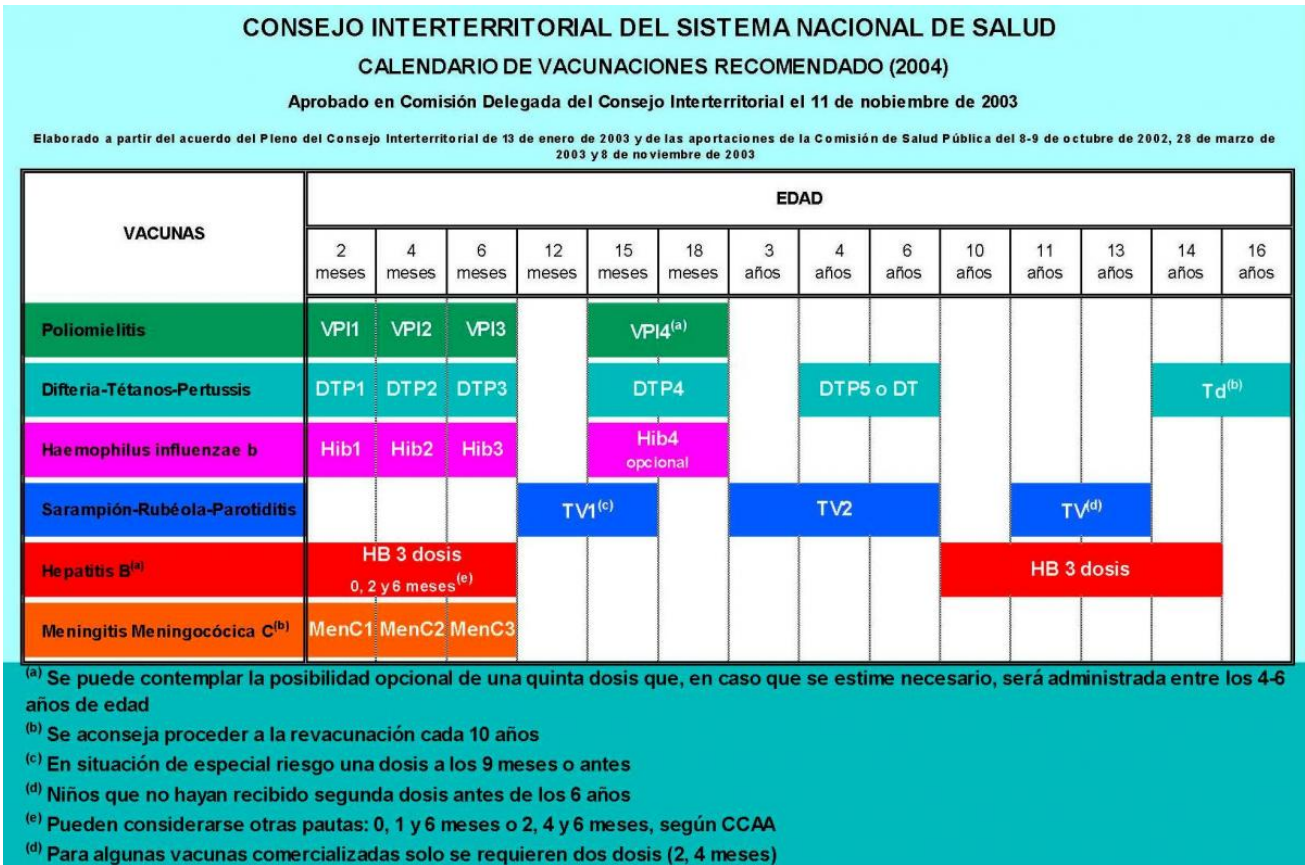 CONSEJO INTERTERRITORIAL DEL SISTEMA NACIONAL DE SALUD
CALENDARIO DE VACUNACIONES RECOMENDADO (2004)
Aprobado en Comisión Delegada del Consejo Interterritorial el 11 de nobiembre de 2003
Elaborado a partir del acuerdo del Pleno del Consejo Interterritorial de 13 de enero de 2003 y de las aportaciones de la Comisión de Salud Pública del 8-9 de octubre de 2002, 28 de marzo de
2003 y 8 de noviembre de 2003
VACUNAS
EDAD
2 meses
4 meses
6 meses
12 meses
15 meses
18 meses
3 años
4 años
6 años
10 años
11 años
13 años
14 años
16 años
Poliomielitis VPI1 VPI2 VPI3 VPI4(a)
Difteria-Tétanos-Pertussis DTP1 DTP2 DTP3 DTP4 DTP5 o DT Td(b)
Haemophilus influenzae b Hib1 Hib2 Hib3 Hib4
opcional
Sarampión-Rubéola-Parotiditis TV1(c) TV2 TV(d)
Hepatitis B(a) HB 3 dosis
0, 2 y 6 meses(e)
HB 3 dosis
Meningitis Meningocócica C(b) MenC1 MenC2 MenC3
(a) Se puede contemplar la posibilidad opcional de una quinta dosis que, en caso que se estime necesario, será administrada entre los 4-6
años de edad
(b) Se aconseja proceder a la revacunación cada 10 años
(c) En situación de especial riesgo una dosis a los 9 meses o antes
(d) Niños que no hayan recibido segunda dosis antes de los 6 años
(e) Pueden considerarse otras pautas: 0, 1 y 6 meses o 2, 4 y 6 meses, según CCAA
(d) Para algunas vacunas comercializadas solo se requieren dos dosis (2, 4 meses)